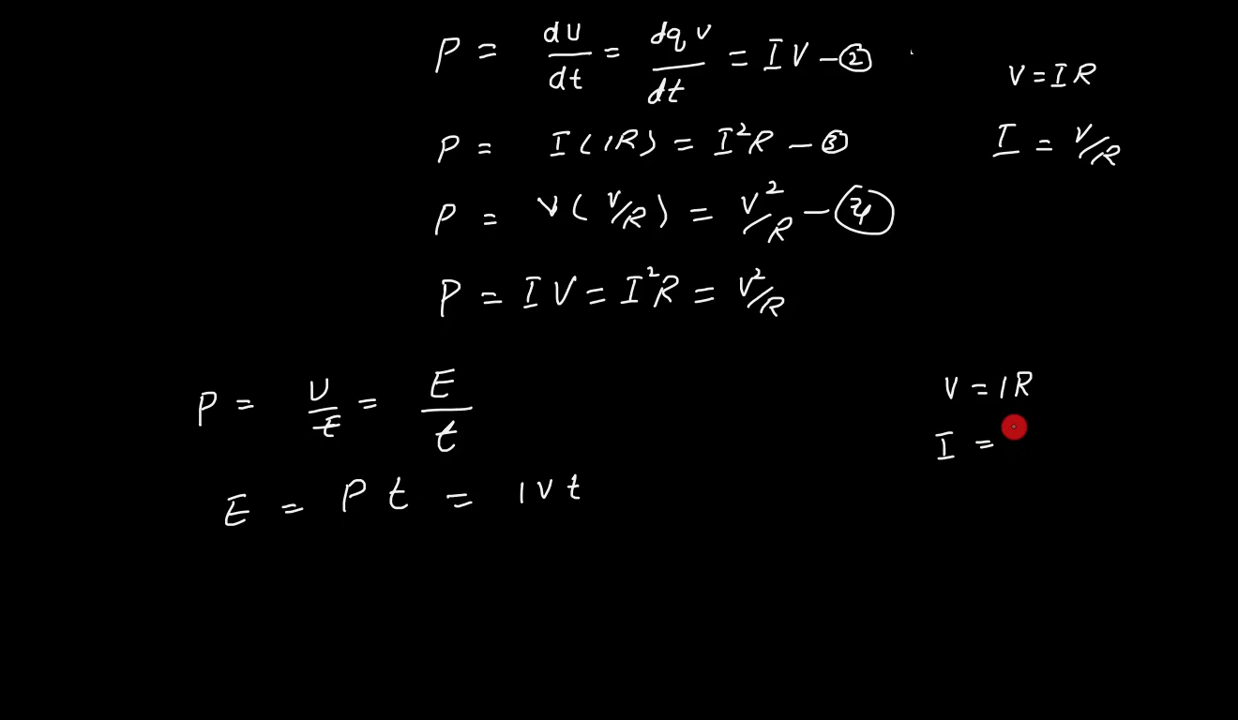 P = dU/dt = dq V/dt = IV - ②
V = IR
P = I(IR) = I²R - ③
I = V/R
P = V(V/R) = V²/R - ④
P = IV = I²R = V²/R
P = U/t = E/t
V = IR
I =
E = Pt = IVt